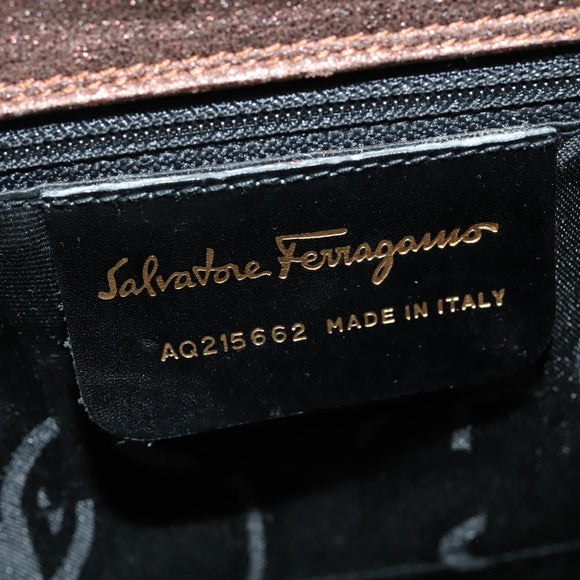 Salvatore Ferragamo
AQ215662 MADE IN ITALY